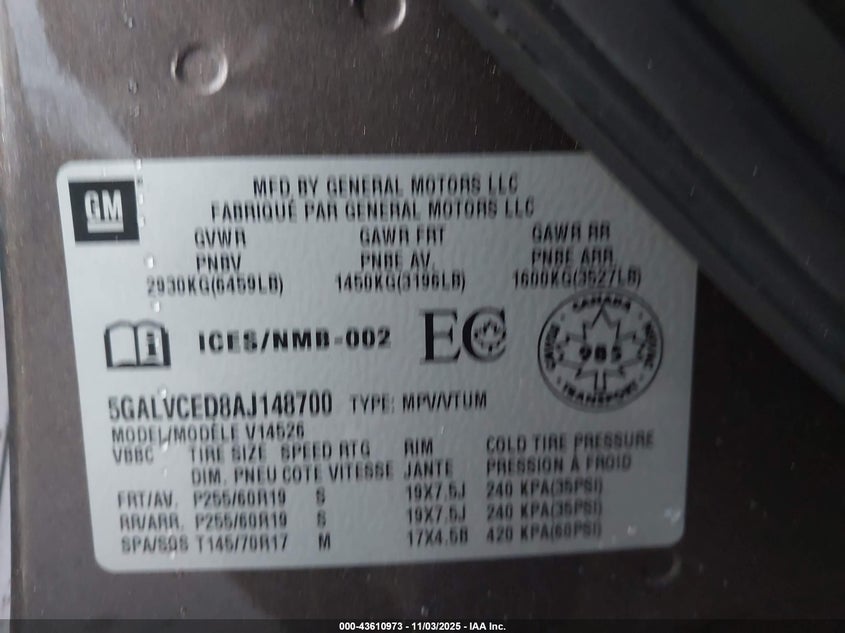 GM
MFD BY GENERAL MOTORS LLC
FABRIQUÉ PAR GENERAL MOTORS LLC
GVWR GAWR FRT GAWR RR
PNBV PNBE AV. PNBE ARR.
2930KG(6459LB) 1450KG(3196LB) 1600KG(3527LB)
ICES/NMB-002 EC
CANADA
985
TRANSPORT
5GALVCED8AJ148700 TYPE: MPV/VTUM
MODEL/MODÈLE V14526
VBBC TIRE SIZE SPEED RTG RIM COLD TIRE PRESSURE
DIM. PNEU COTE VITESSE JANTE PRESSION À FROID
FRT/AV. P255/60R19 S 19X7.5J 240 KPA(35PSI)
RR/ARR. P255/60R19 S 19X7.5J 240 KPA(35PSI)
SPA/SQS T145/70R17 M 17X4.5B 420 KPA(60PSI)
000-43610973 - 11/03/2025 - IAA Inc.